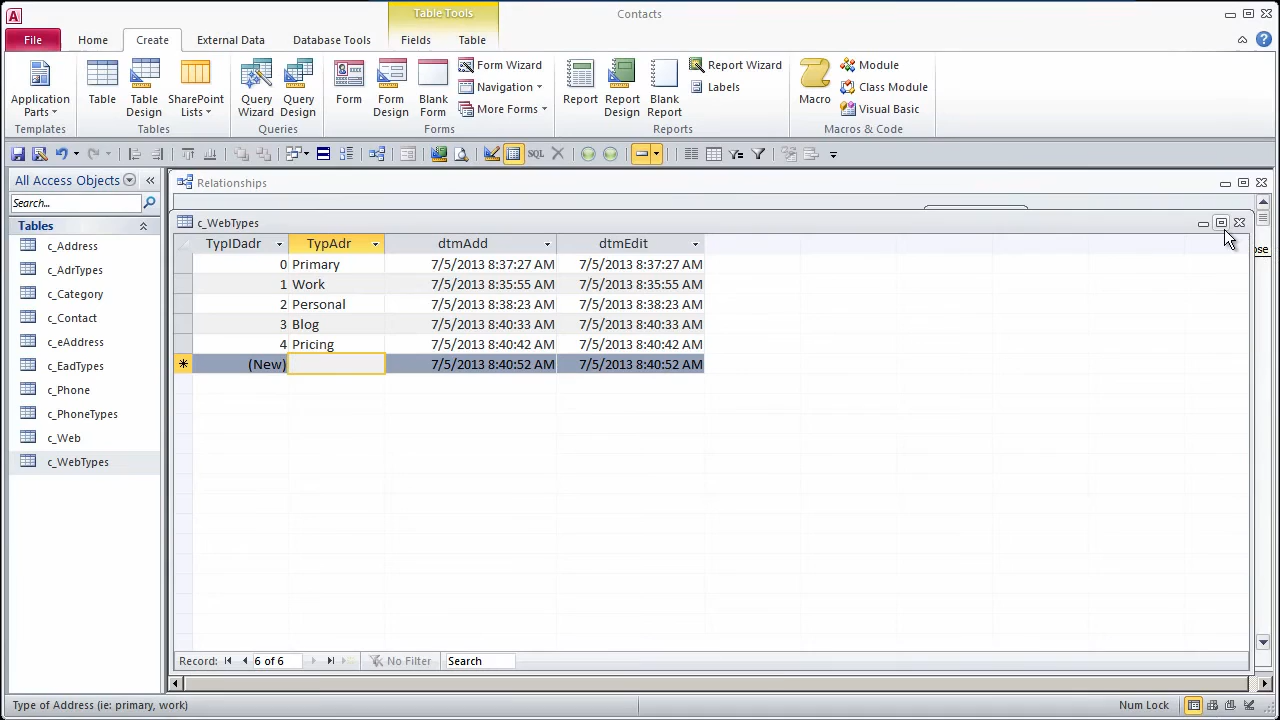 A
Table Tools
Contacts
File Home Create External Data Database Tools Fields Table
Application Parts
Table
Table Design
SharePoint Lists
Query Wizard
Query Design
Form
Form Design
Blank Form
Form Wizard
Navigation
More Forms
Report
Report Design
Blank Report
Report Wizard
Labels
Macro
Module
Class Module
Visual Basic
Templates Tables Queries Forms Reports Macros & Code
SQL
All Access Objects
Search...
Tables
c_Address
c_AdrTypes
c_Category
c_Contact
c_eAddress
c_EadTypes
c_Phone
c_PhoneTypes
c_Web
c_WebTypes
Relationships
c_WebTypes
ose
TypIDadr TypAdr dtmAdd dtmEdit
0 Primary 7/5/2013 8:37:27 AM 7/5/2013 8:37:27 AM
1 Work 7/5/2013 8:35:55 AM 7/5/2013 8:35:55 AM
2 Personal 7/5/2013 8:38:23 AM 7/5/2013 8:38:23 AM
3 Blog 7/5/2013 8:40:33 AM 7/5/2013 8:40:33 AM
4 Pricing 7/5/2013 8:40:42 AM 7/5/2013 8:40:42 AM
(New) 7/5/2013 8:40:52 AM 7/5/2013 8:40:52 AM
Record: 6 of 6 No Filter Search
Type of Address (ie: primary, work) Num Lock